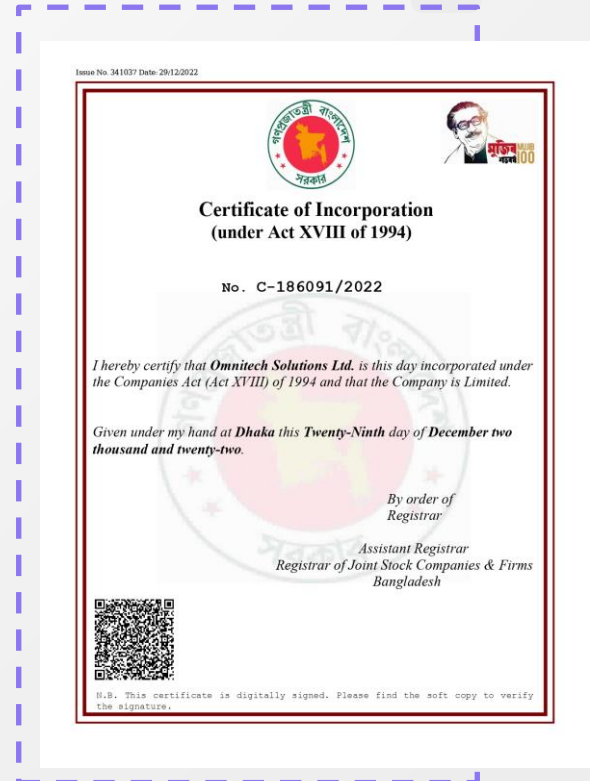 Issue No. 341037 Date: 29/12/2022
গণপ্রজাতন্ত্রী বাংলাদেশ
সরকার
মুজিব MUJIB
শতবর্ষ 100
Certificate of Incorporation
(under Act XVIII of 1994)
No. C-186091/2022
I hereby certify that Omnitech Solutions Ltd. is this day incorporated under
the Companies Act (Act XVIII) of 1994 and that the Company is Limited.
Given under my hand at Dhaka this Twenty-Ninth day of December two
thousand and twenty-two.
By order of
Registrar
Assistant Registrar
Registrar of Joint Stock Companies & Firms
Bangladesh
N.B. This certificate is digitally signed. Please find the soft copy to verify
the signature.